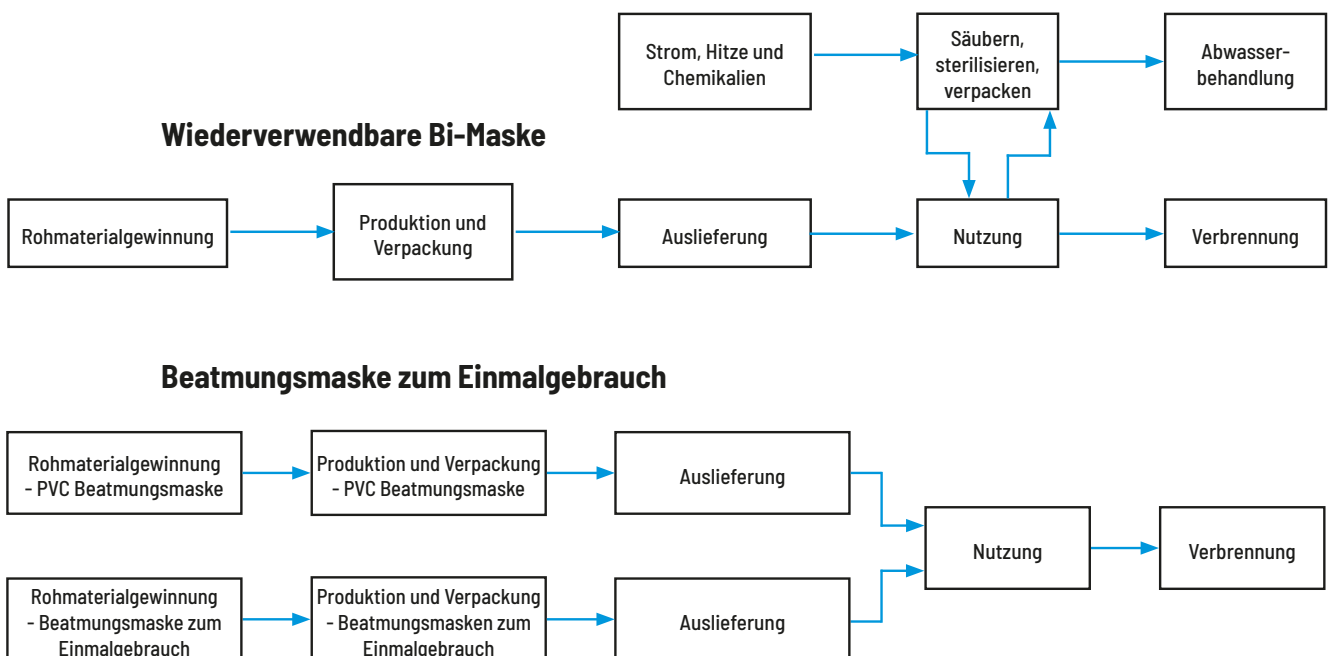 Strom, Hitze und
Chemikalien
Säubern,
sterilisieren,
verpacken
Abwasser-
behandlung
Wiederverwendbare Bi-Maske
Rohmaterialgewinnung
Produktion und
Verpackung
Auslieferung
Nutzung
Verbrennung
Beatmungsmaske zum Einmalgebrauch
Rohmaterialgewinnung
- PVC Beatmungsmaske
Produktion und Verpackung
- PVC Beatmungsmaske
Auslieferung
Nutzung
Verbrennung
Rohmaterialgewinnung
- Beatmungsmaske zum
Einmalgebrauch
Produktion und Verpackung
- Beatmungsmasken zum
Einmalgebrauch
Auslieferung